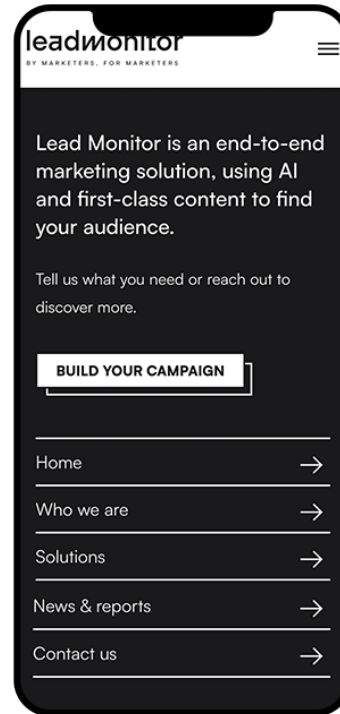 leadmonitor
BY MARKETERS, FOR MARKETERS
Lead Monitor is an end-to-end
marketing solution, using AI
and first-class content to find
your audience.
Tell us what you need or reach out to
discover more.
BUILD YOUR CAMPAIGN
Home
Who we are
Solutions
News & reports
Contact us